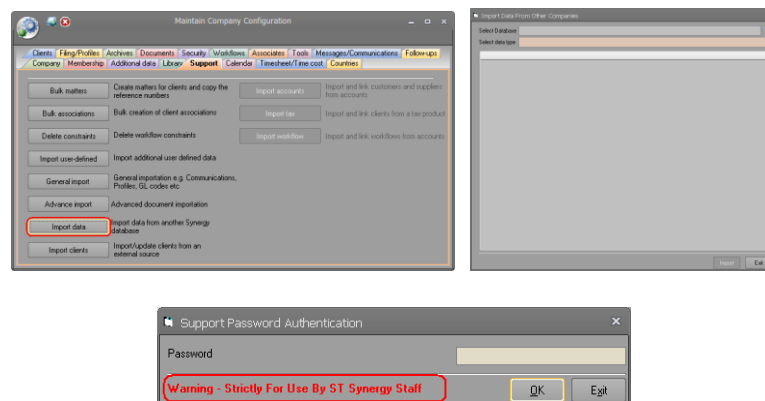 Maintain Company Configuration
Clients Filing/Profiles Archives Documents Security Workflows Associates Tools Messages/Communications Follow-ups
Company Membership Additional data Library Support Calendar Timesheet/Time cost Countries
Bulk matters Create matters for clients and copy the reference numbers
Import accounts Import and link customers and suppliers from accounts
Bulk associations Bulk creation of client associations
Import tax Import and link clients from a tax product
Delete constraints Delete workflow constraints
Import workflow Import and link workflows from accounts
Import user-defined Import additional user defined data
General import General importation e.g. Communications, Profiles, GL codes etc
Advance import Advanced document importation
Import data Import data from another Synergy database
Import clients Import/update clients from an external source
Import Data From Other Companies
Select Database
Select data type
Import Exit
Support Password Authentication
Password
Warning - Strictly For Use By ST Synergy Staff
OK Exit